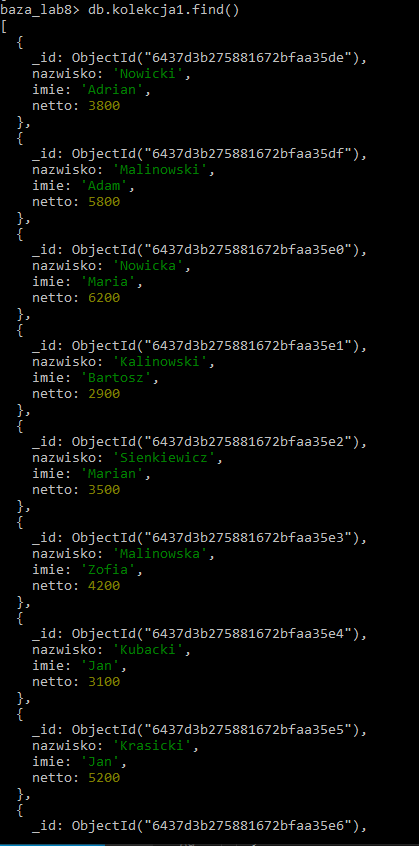 baza_lab8> db.kolekcja1.find()
[
  {
    _id: ObjectId("6437d3b275881672bfaa35de"),
    nazwisko: 'Nowicki',
    imie: 'Adrian',
    netto: 3800
  },
  {
    _id: ObjectId("6437d3b275881672bfaa35df"),
    nazwisko: 'Malinowski',
    imie: 'Adam',
    netto: 5800
  },
  {
    _id: ObjectId("6437d3b275881672bfaa35e0"),
    nazwisko: 'Nowicka',
    imie: 'Maria',
    netto: 6200
  },
  {
    _id: ObjectId("6437d3b275881672bfaa35e1"),
    nazwisko: 'Kalinowski',
    imie: 'Bartosz',
    netto: 2900
  },
  {
    _id: ObjectId("6437d3b275881672bfaa35e2"),
    nazwisko: 'Sienkiewicz',
    imie: 'Marian',
    netto: 3500
  },
  {
    _id: ObjectId("6437d3b275881672bfaa35e3"),
    nazwisko: 'Malinowska',
    imie: 'Zofia',
    netto: 4200
  },
  {
    _id: ObjectId("6437d3b275881672bfaa35e4"),
    nazwisko: 'Kubacki',
    imie: 'Jan',
    netto: 3100
  },
  {
    _id: ObjectId("6437d3b275881672bfaa35e5"),
    nazwisko: 'Krasicki',
    imie: 'Jan',
    netto: 5200
  },
  {
    _id: ObjectId("6437d3b275881672bfaa35e6"),